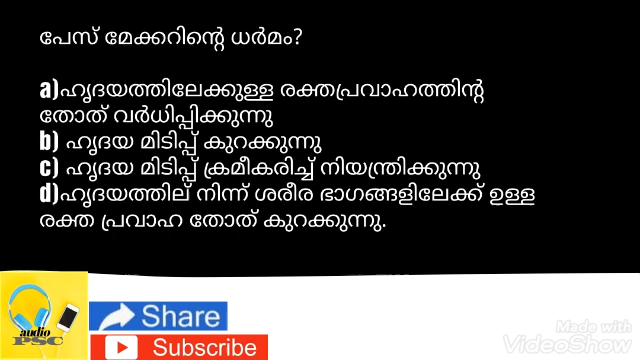 പേസ് മേക്കറിന്റെ ധർമം?
a)ഹൃദയത്തിലേക്കുള്ള രക്തപ്രവാഹത്തിന്റ
തോത് വർധിപ്പിക്കുന്നു
b) ഹൃദയ മിടിപ്പ് കുറക്കുന്നു
c) ഹൃദയ മിടിപ്പ് ക്രമീകരിച്ച് നിയന്ത്രിക്കുന്നു
d)ഹൃദയത്തില് നിന്ന് ശരീര ഭാഗങ്ങളിലേക്ക് ഉള്ള
രക്ത പ്രവാഹ തോത് കുറക്കുന്നു.
audio
PSC
Share
Subscribe
Made with
VideoShow